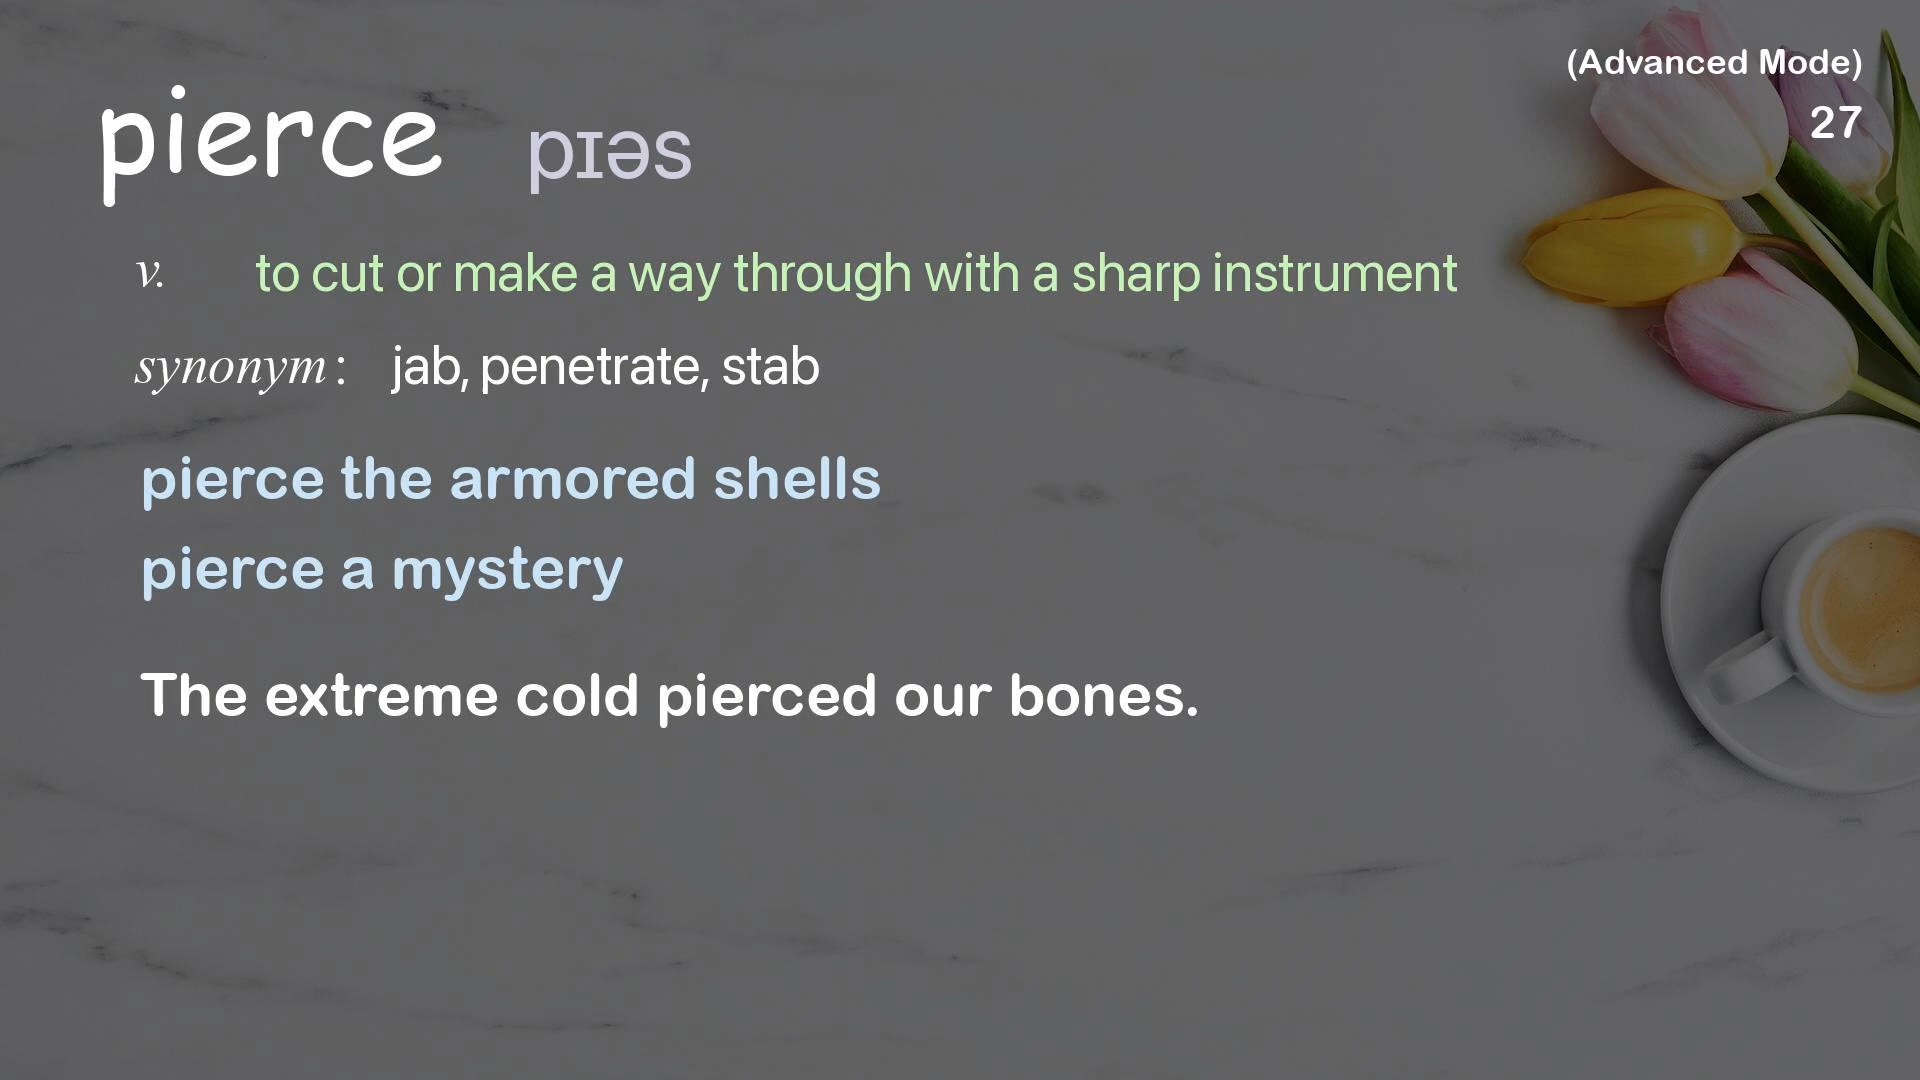 (Advanced Mode)
27
pierce pɪəs
v. to cut or make a way through with a sharp instrument
synonym: jab, penetrate, stab
pierce the armored shells
pierce a mystery
The extreme cold pierced our bones.